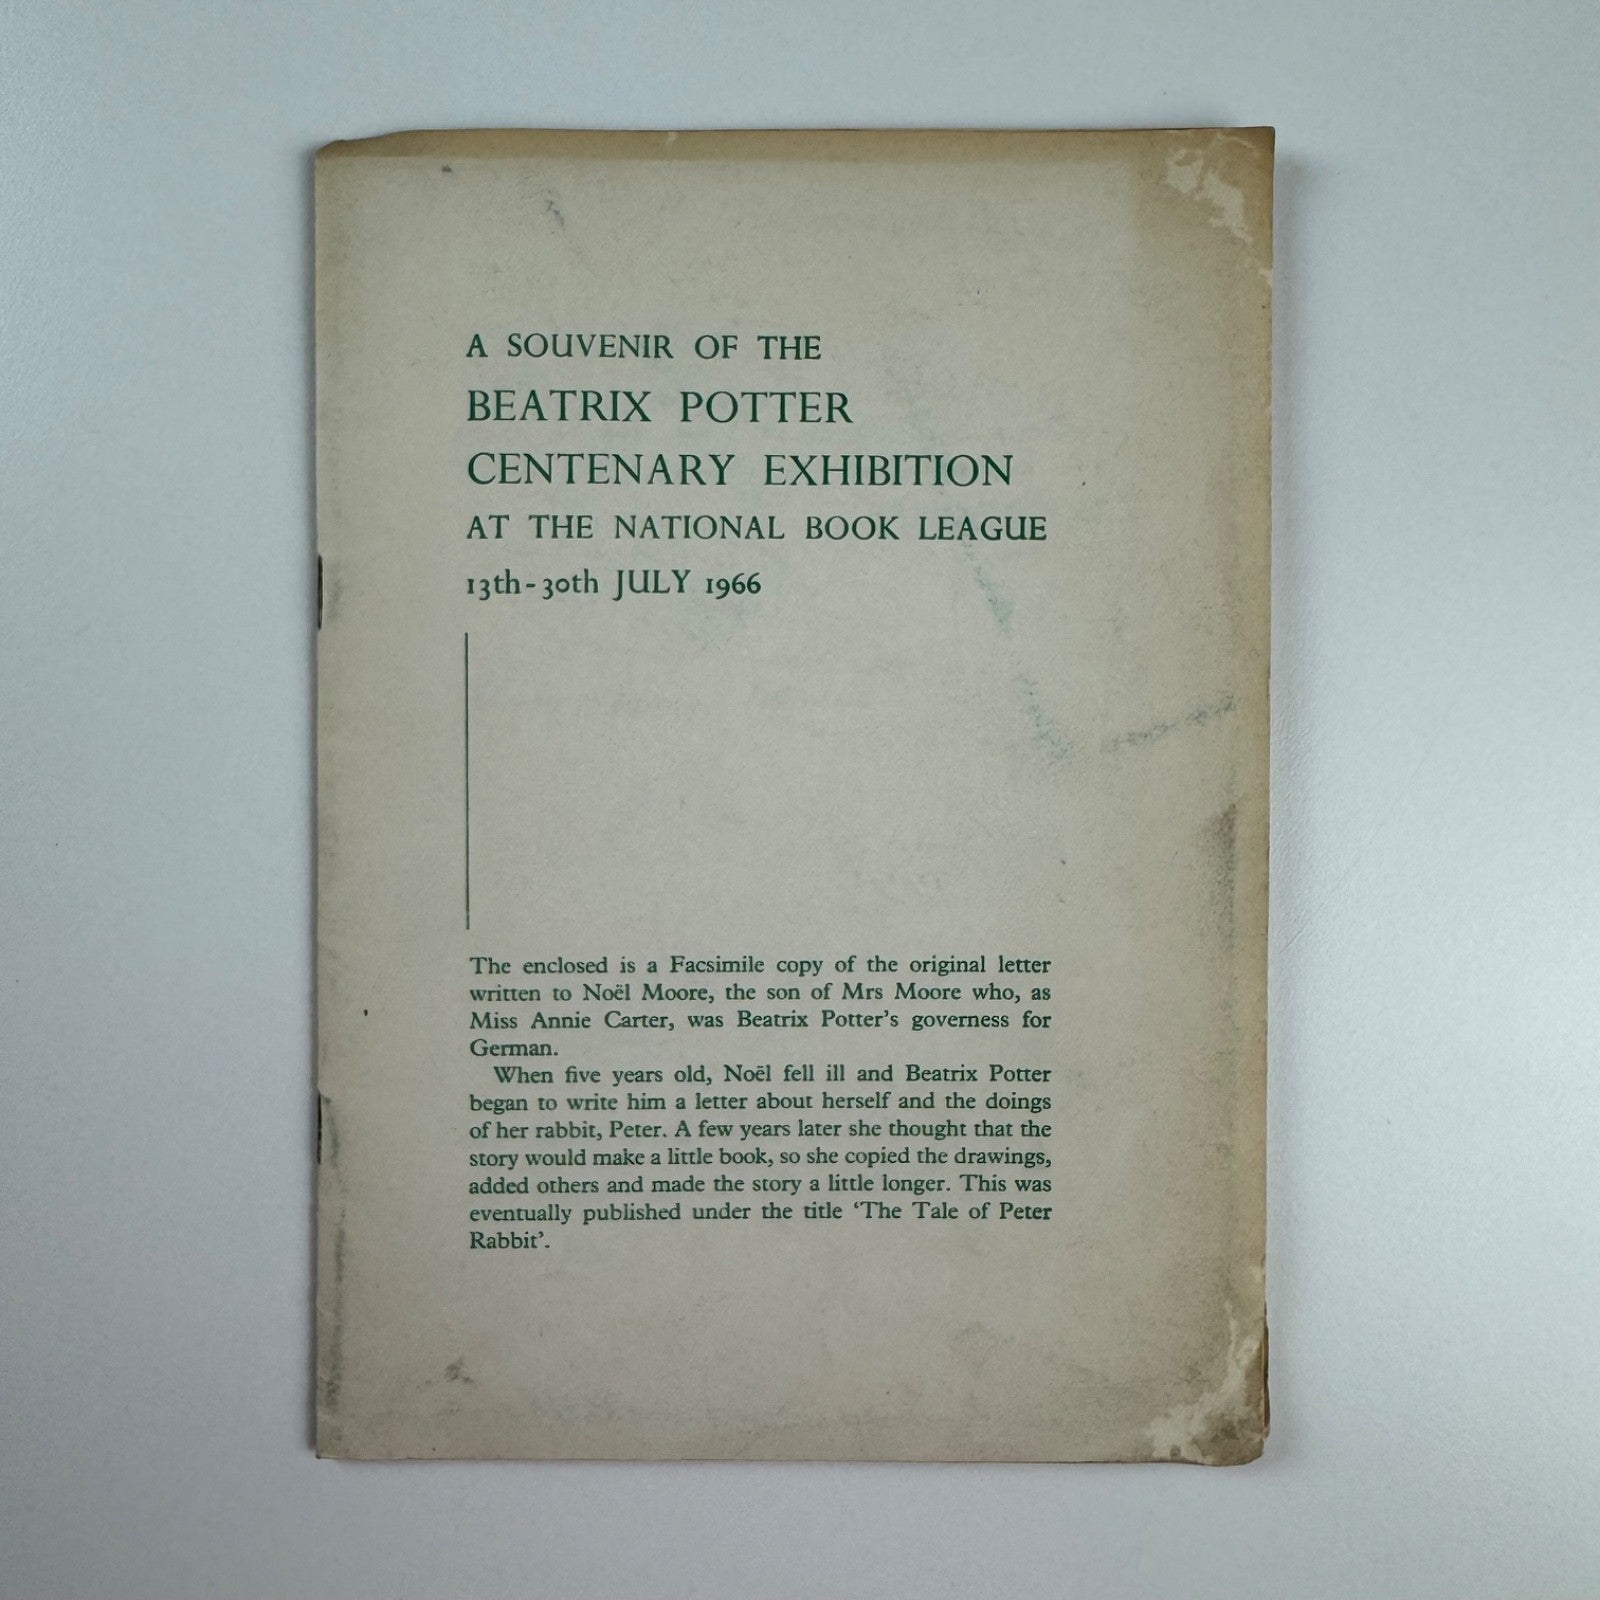 A SOUVENIR OF THE
BEATRIX POTTER
CENTENARY EXHIBITION
AT THE NATIONAL BOOK LEAGUE
13th-30th JULY 1966
The enclosed is a Facsimile copy of the original letter
written to Noël Moore, the son of Mrs Moore who, as
Miss Annie Carter, was Beatrix Potter's governess for
German.
When five years old, Noël fell ill and Beatrix Potter
began to write him a letter about herself and the doings
of her rabbit, Peter. A few years later she thought that the
story would make a little book, so she copied the drawings,
added others and made the story a little longer. This was
eventually published under the title ‘The Tale of Peter
Rabbit’.